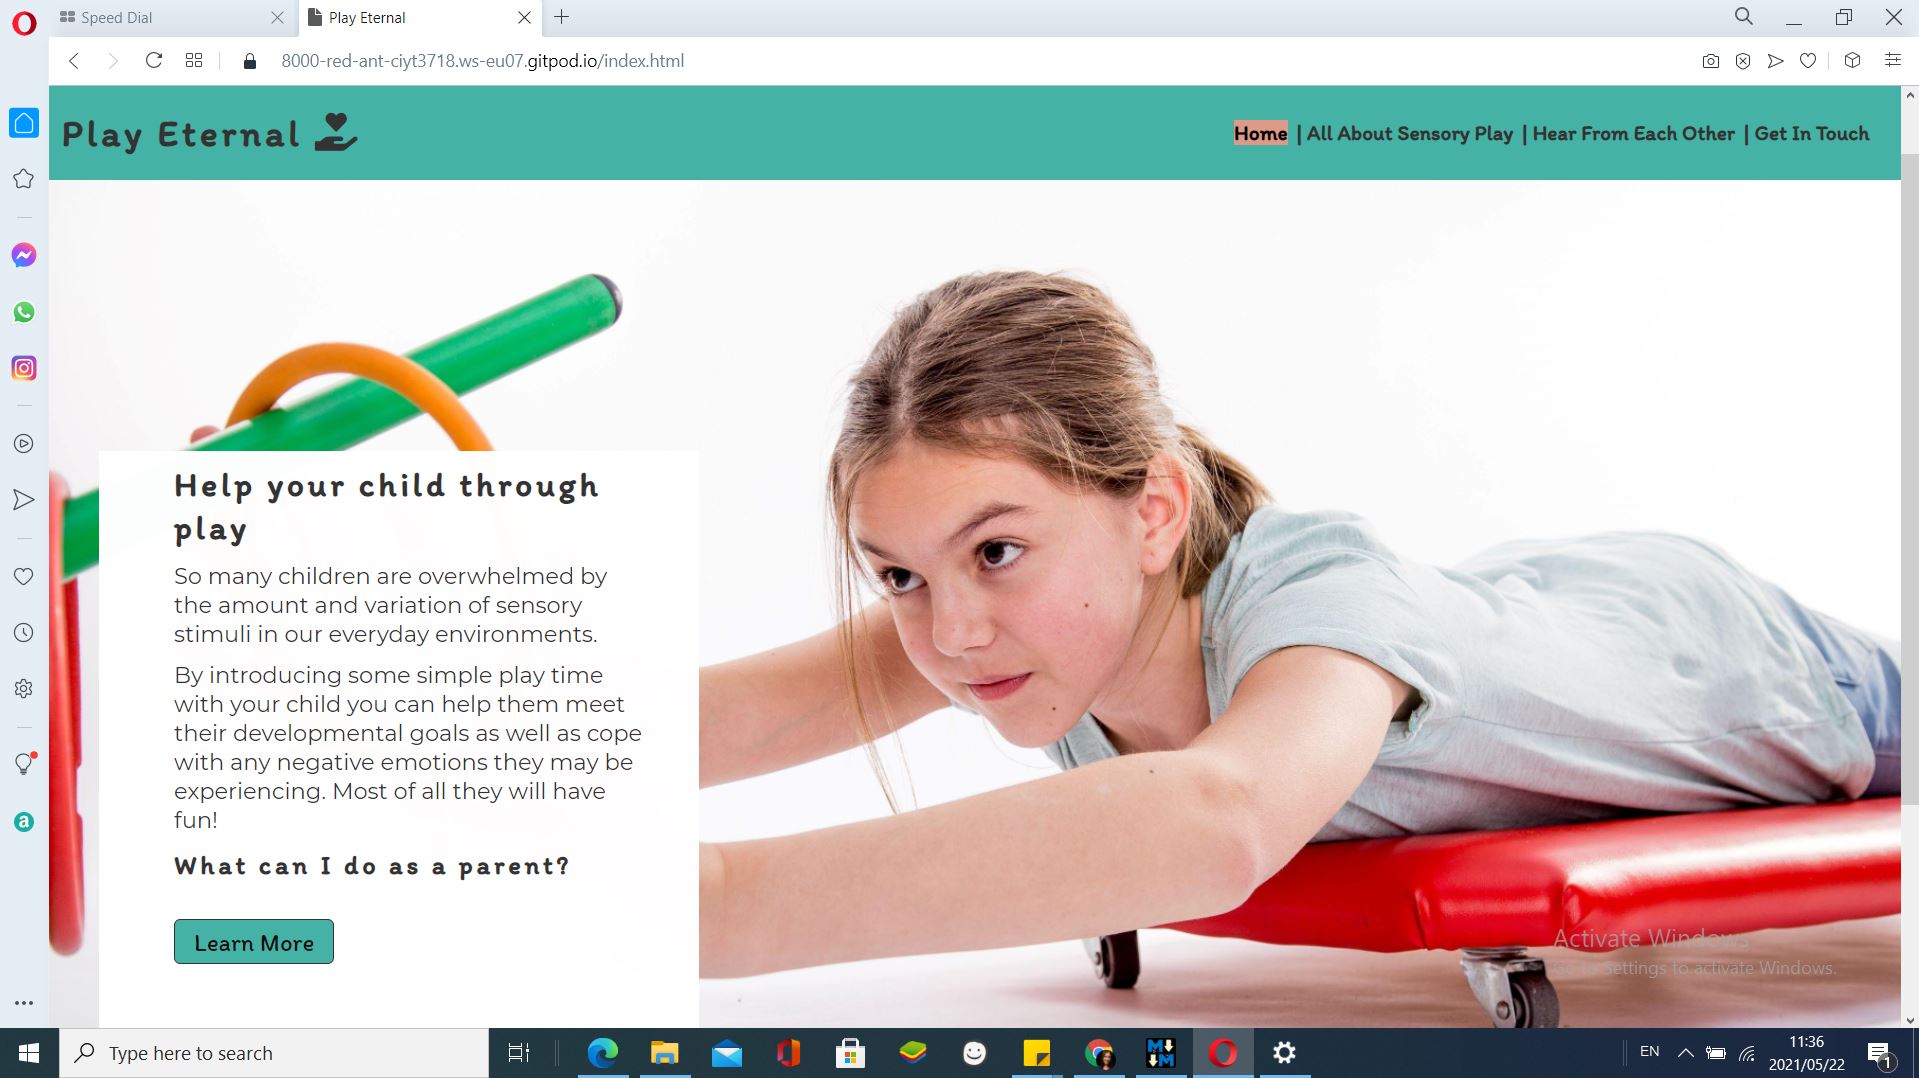 Speed Dial
Play Eternal
8000-red-ant-ciyt3718.ws-eu07.gitpod.io/index.html
Play Eternal
Home | All About Sensory Play | Hear From Each Other | Get In Touch
Help your child through
play
So many children are overwhelmed by
the amount and variation of sensory
stimuli in our everyday environments.
By introducing some simple play time
with your child you can help them meet
their developmental goals as well as cope
with any negative emotions they may be
experiencing. Most of all they will have
fun!
What can I do as a parent?
Learn More
Activate Windows
Go to Settings to activate Windows.
Type here to search
EN
11:36
2021/05/22
1